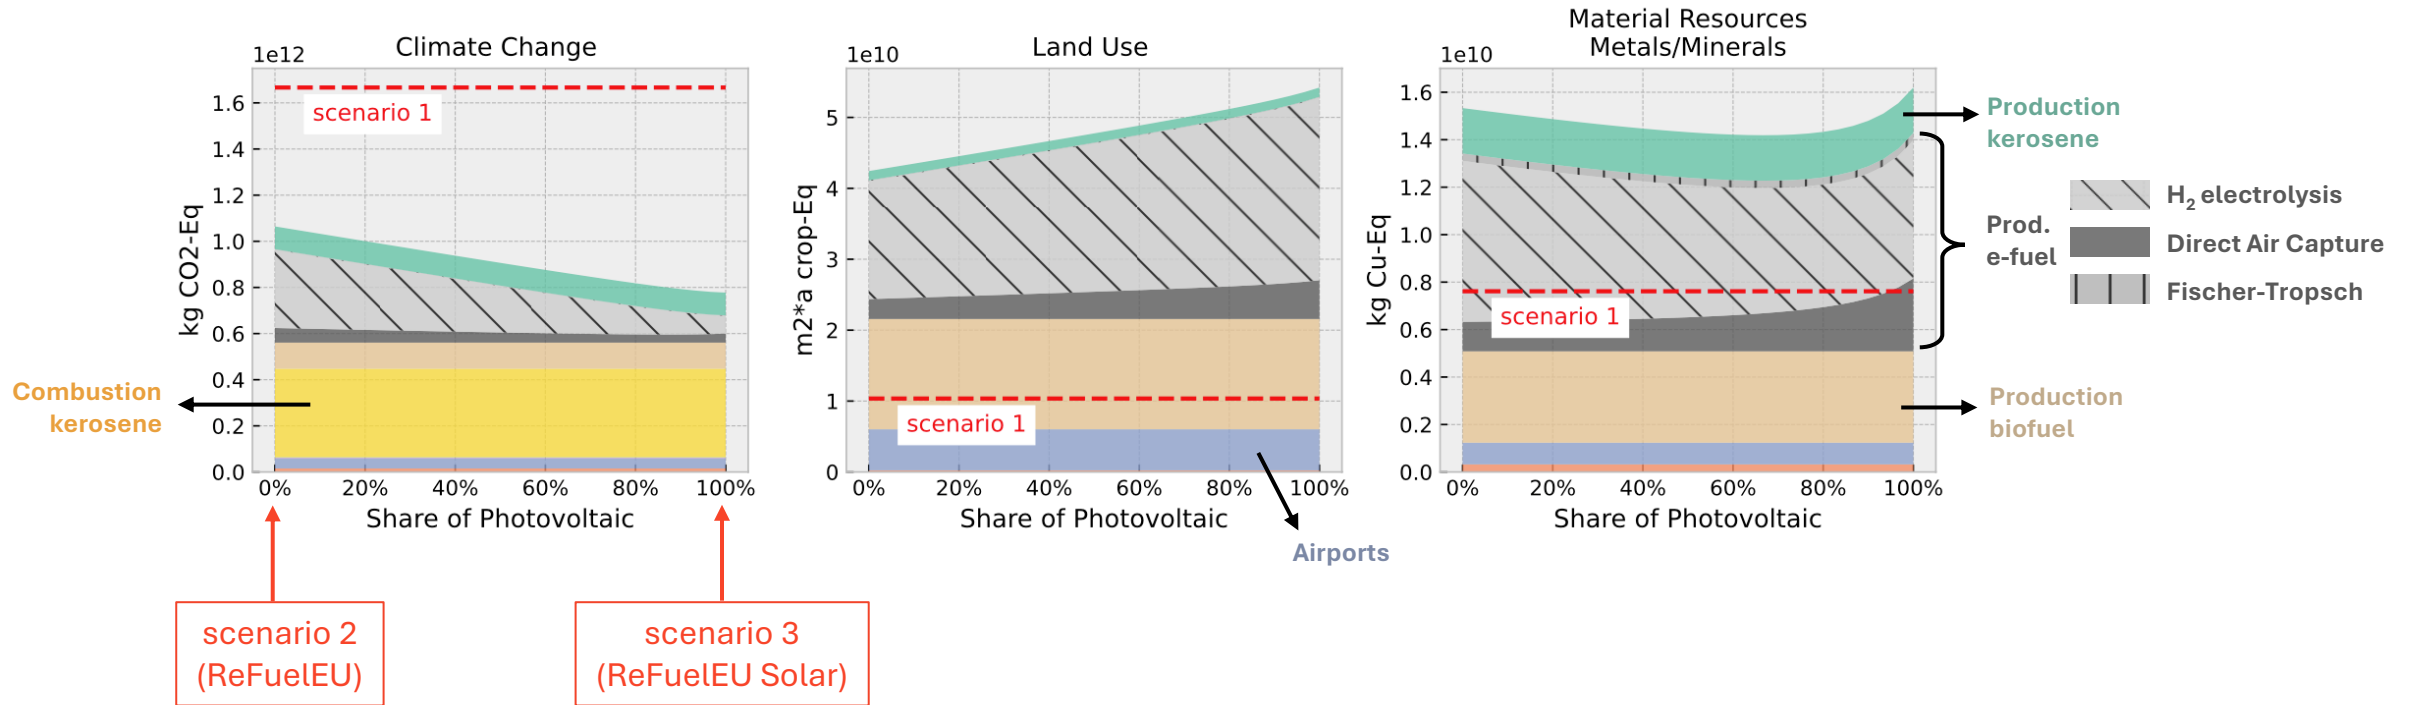 Climate Change
1e12
kg CO2-Eq
1.6
1.4
1.2
1.0
0.8
0.6
0.4
0.2
0.0
scenario 1
0% 20% 40% 60% 80% 100%
Share of Photovoltaic
Combustion
kerosene
scenario 2
(ReFuelEU)
scenario 3
(ReFuelEU Solar)
Land Use
1e10
m2*a crop-Eq
5
4
3
2
1
0
scenario 1
0% 20% 40% 60% 80% 100%
Share of Photovoltaic
Airports
Material Resources
Metals/Minerals
1e10
kg Cu-Eq
1.6
1.4
1.2
1.0
0.8
0.6
0.4
0.2
0.0
scenario 1
0% 20% 40% 60% 80% 100%
Share of Photovoltaic
Production
kerosene
Prod.
e-fuel
H₂ electrolysis
Direct Air Capture
Fischer-Tropsch
Production
biofuel